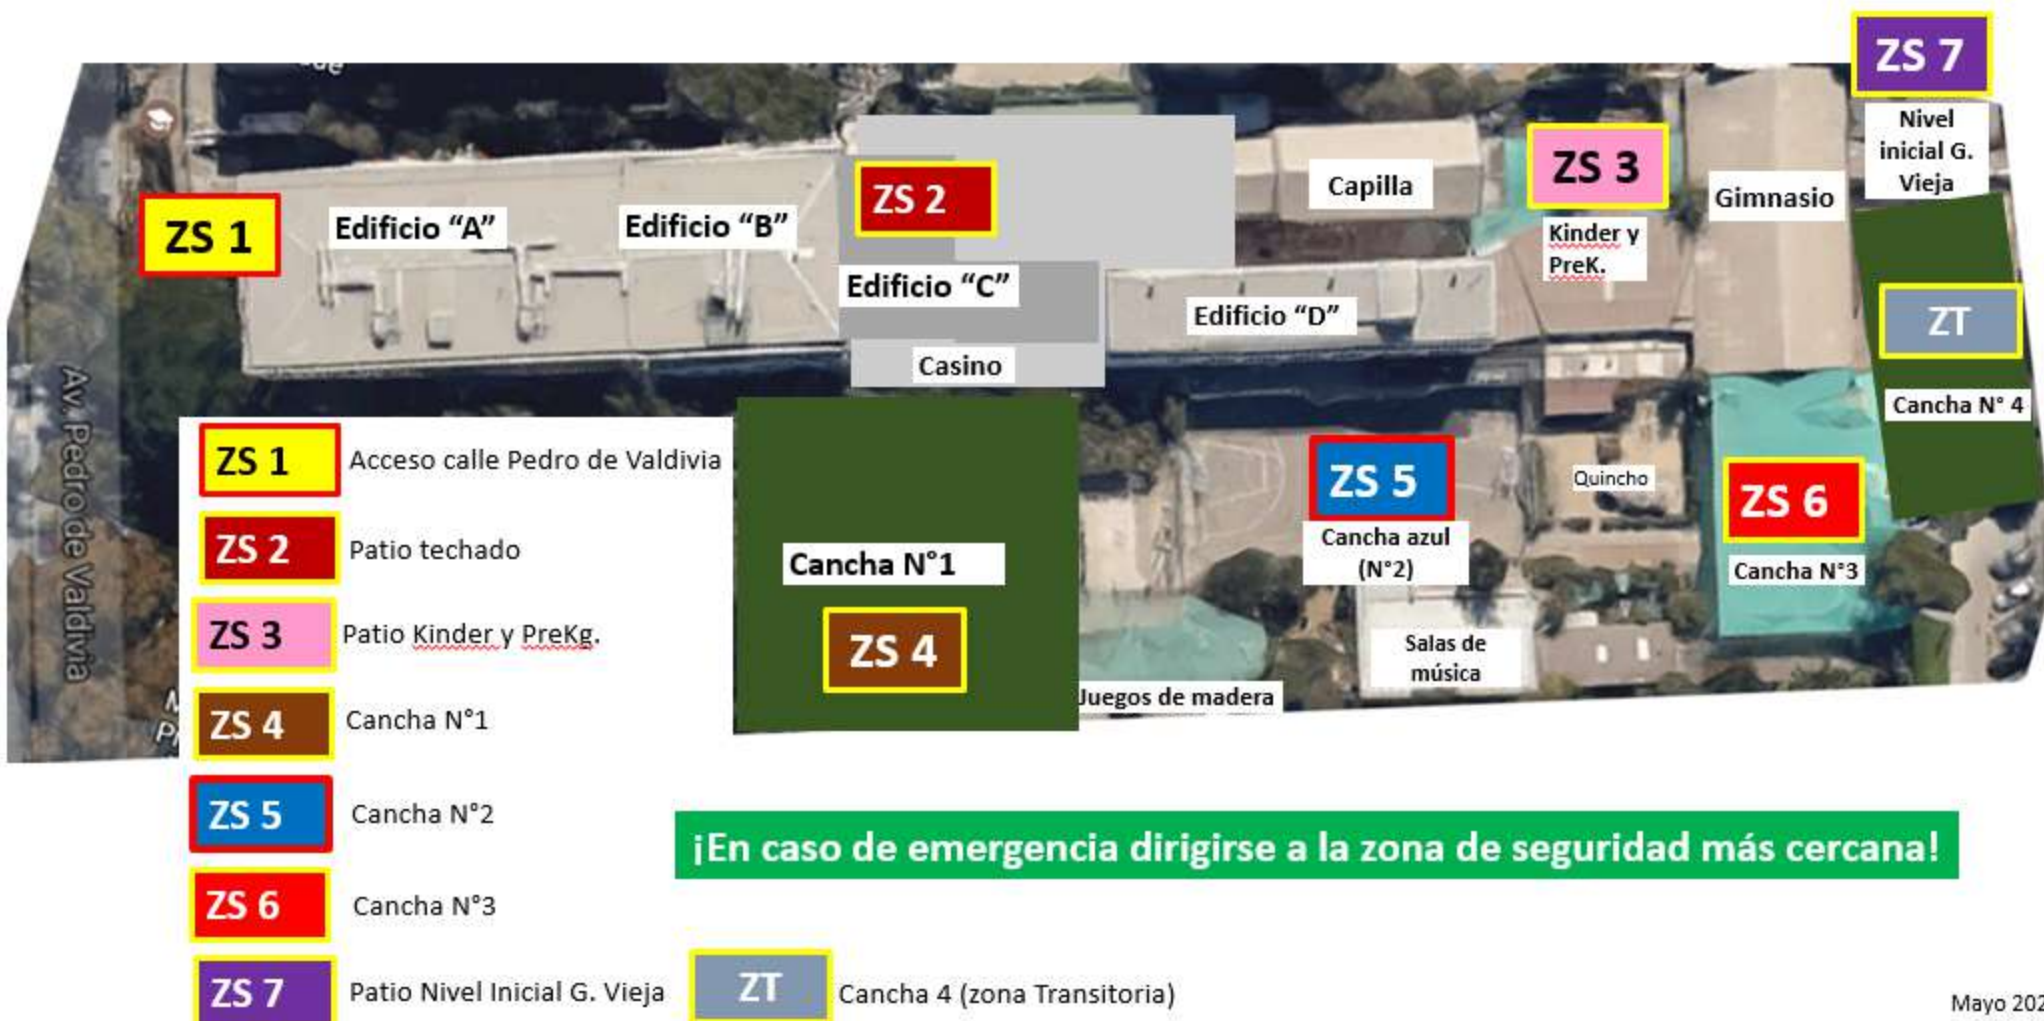 ZS 7
Nivel
inicial G.
Vieja
ZS 1
Edificio “A”
Edificio “B”
ZS 2
Edificio “C”
Casino
Capilla
Edificio “D”
ZS 3
Kinder y
PreK.
Gimnasio
ZT
Cancha N° 4
Av. Pedro de Valdivia
Cancha N°1
ZS 4
Juegos de madera
ZS 5
Cancha azul
(N°2)
Salas de
música
Quincho
ZS 6
Cancha N°3
ZS 1 Acceso calle Pedro de Valdivia
ZS 2 Patio techado
ZS 3 Patio Kinder y PreKg.
ZS 4 Cancha N°1
ZS 5 Cancha N°2
ZS 6 Cancha N°3
ZS 7 Patio Nivel Inicial G. Vieja
ZT Cancha 4 (zona Transitoria)
¡En caso de emergencia dirigirse a la zona de seguridad más cercana!
Mayo 202